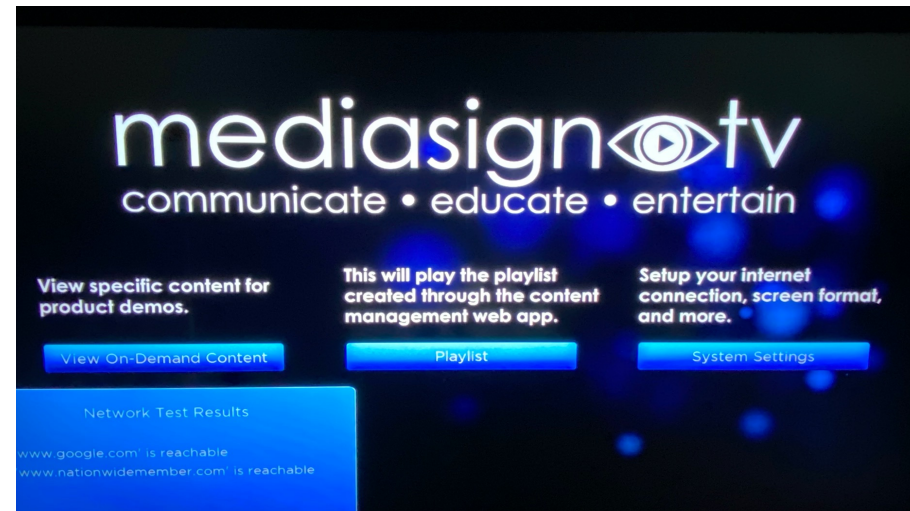 mediasign tv
communicate • educate • entertain
View specific content for
product demos.
View On-Demand Content
This will play the playlist
created through the content
management web app.
Playlist
Setup your internet
connection, screen format,
and more.
System Settings
Network Test Results
www.google.com' is reachable
www.nationwidemember.com' is reachable